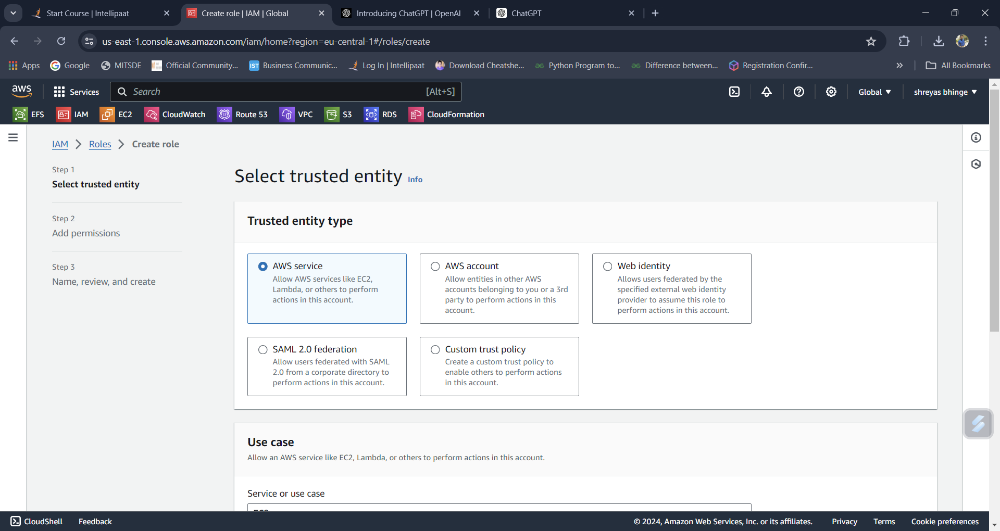 Start Course | Intellipaat
Create role | IAM | Global
Introducing ChatGPT | OpenAI
ChatGPT
us-east-1.console.aws.amazon.com/iam/home?region=eu-central-1#/roles/create
Apps
Google
MITSDE
Official Community...
IST
Business Communic...
Log In | Intellipaat
Download Cheatshe...
Python Program to...
Difference between...
Registration Confir...
All Bookmarks
aws
Services
Search
[Alt+S]
Global
shreyas bhinge
EFS
IAM
EC2
CloudWatch
53
Route 53
VPC
S3
RDS
CloudFormation
IAM > Roles > Create role
Step 1
Select trusted entity
Step 2
Add permissions
Step 3
Name, review, and create
Select trusted entity Info
Trusted entity type
AWS service
Allow AWS services like EC2,
Lambda, or others to perform
actions in this account.
AWS account
Allow entities in other AWS
accounts belonging to you or a 3rd
party to perform actions in this
account.
Web identity
Allows users federated by the
specified external web identity
provider to assume this role to
perform actions in this account.
SAML 2.0 federation
Allow users federated with SAML
2.0 from a corporate directory to
perform actions in this account.
Custom trust policy
Create a custom trust policy to
enable others to perform actions
in this account.
Use case
Allow an AWS service like EC2, Lambda, or others to perform actions in this account.
Service or use case
EC2
CloudShell
Feedback
© 2024, Amazon Web Services, Inc. or its affiliates.
Privacy
Terms
Cookie preferences